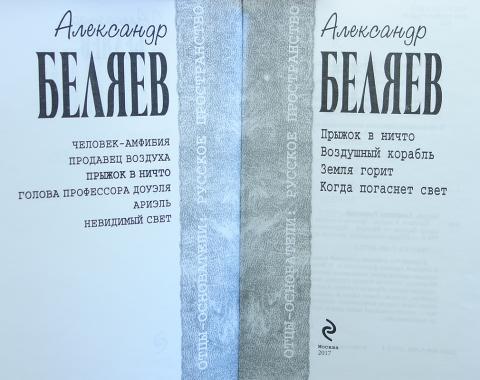 Александр
БЕЛЯЕВ
ЧЕЛОВЕК-АМФИБИЯ
ПРОДАВЕЦ ВОЗДУХА
ПРЫЖОК В НИЧТО
ГОЛОВА ПРОФЕССОРА ДОУЭЛЯ
АРИЭЛЬ
НЕВИДИМЫЙ СВЕТ
ОТЦЫ-ОСНОВАТЕЛИ: РУССКОЕ ПРОСТРАНСТВО
ОТЦЫ-ОСНОВАТЕЛИ: РУССКОЕ ПРОСТРАНСТВО
Александр
БЕЛЯЕВ
Прыжок в ничто
Воздушный корабль
Земля горит
Когда погаснет свет
Москва
2017